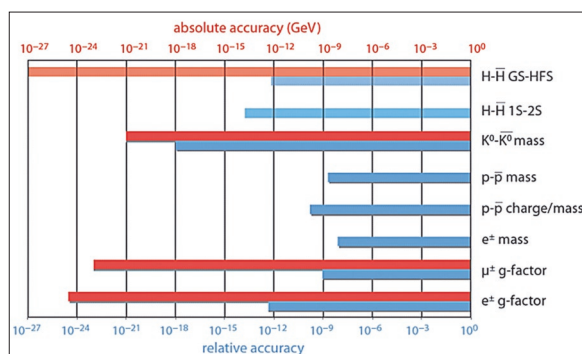 absolute accuracy (GeV)
10⁻²⁷ 10⁻²⁴ 10⁻²¹ 10⁻¹⁸ 10⁻¹⁵ 10⁻¹² 10⁻⁹ 10⁻⁶ 10⁻³ 10⁰
H-H̅ GS-HFS
H-H̅ 1S-2S
K⁰-K̅⁰ mass
p-p̅ mass
p-p̅ charge/mass
e± mass
μ± g-factor
e± g-factor
10⁻²⁷ 10⁻²⁴ 10⁻²¹ 10⁻¹⁸ 10⁻¹⁵ 10⁻¹² 10⁻⁹ 10⁻⁶ 10⁻³ 10⁰
relative accuracy